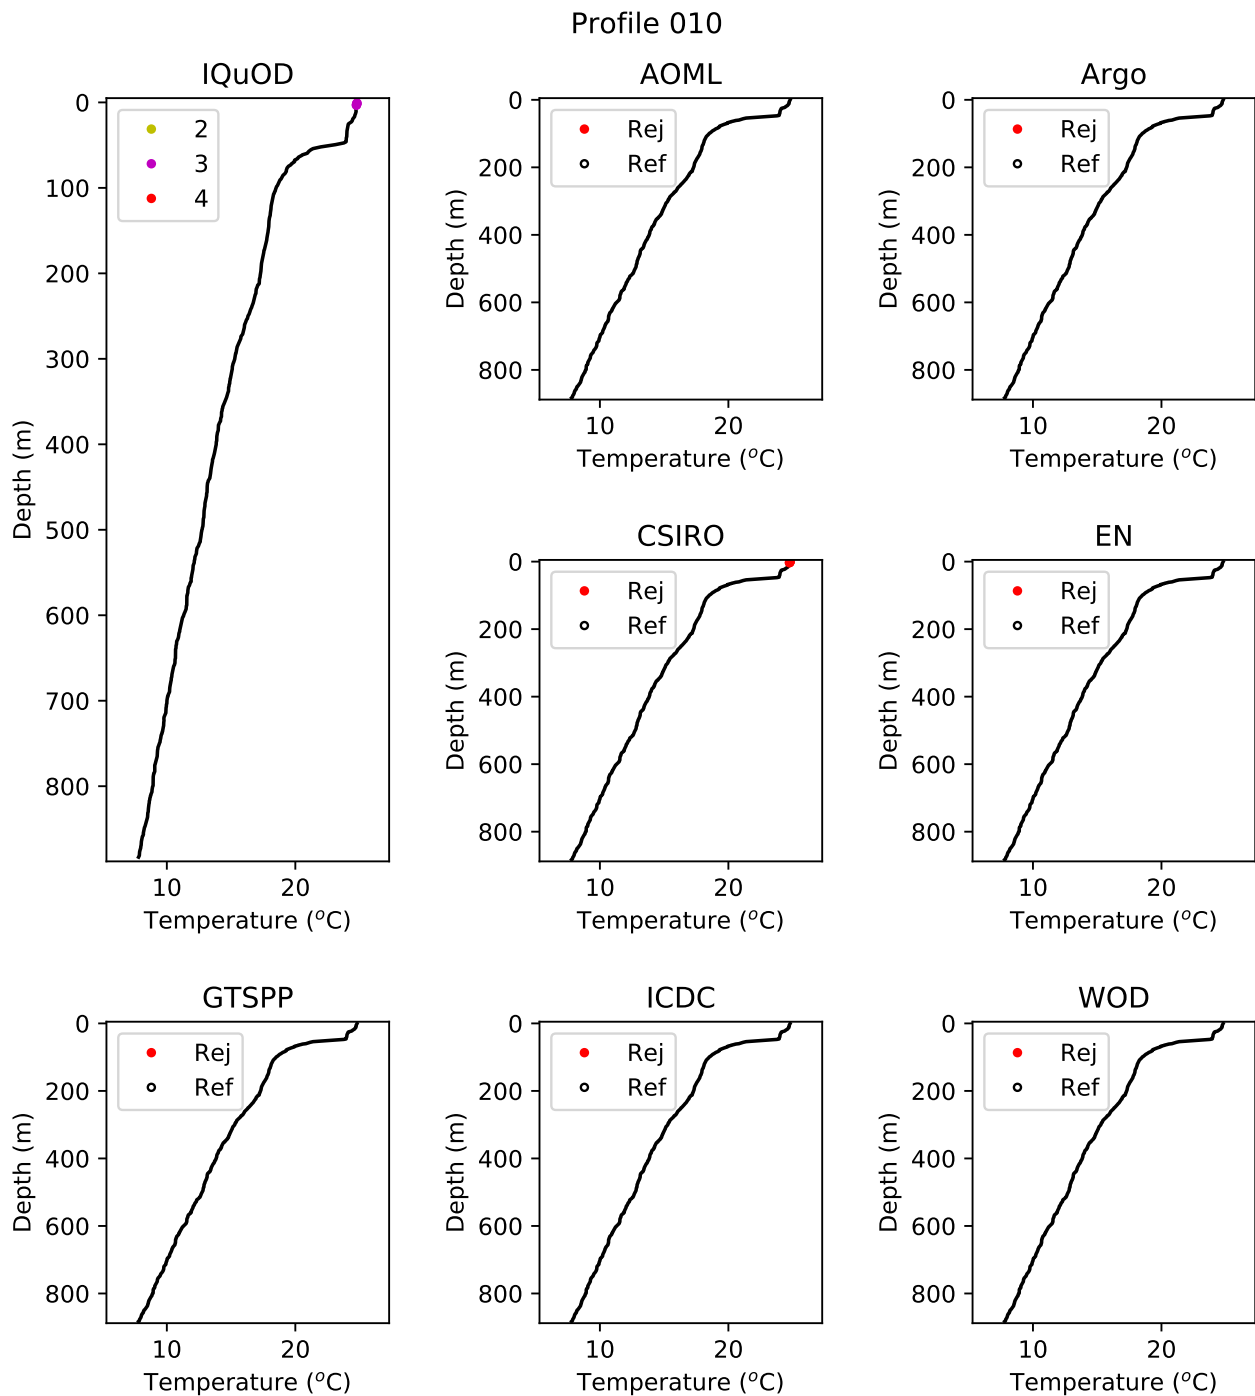 Profile 010
IQuOD
0
100
200
300
400
500
600
700
800
2
3
4
Depth (m)
10 20
Temperature (°C)
AOML
0
200
400
600
800
Rej
Ref
Depth (m)
10 20
Temperature (°C)
Argo
0
200
400
600
800
Rej
Ref
Depth (m)
10 20
Temperature (°C)
CSIRO
0
200
400
600
800
Rej
Ref
Depth (m)
10 20
Temperature (°C)
EN
0
200
400
600
800
Rej
Ref
Depth (m)
10 20
Temperature (°C)
GTSPP
0
200
400
600
800
Rej
Ref
Depth (m)
10 20
Temperature (°C)
ICDC
0
200
400
600
800
Rej
Ref
Depth (m)
10 20
Temperature (°C)
WOD
0
200
400
600
800
Rej
Ref
Depth (m)
10 20
Temperature (°C)